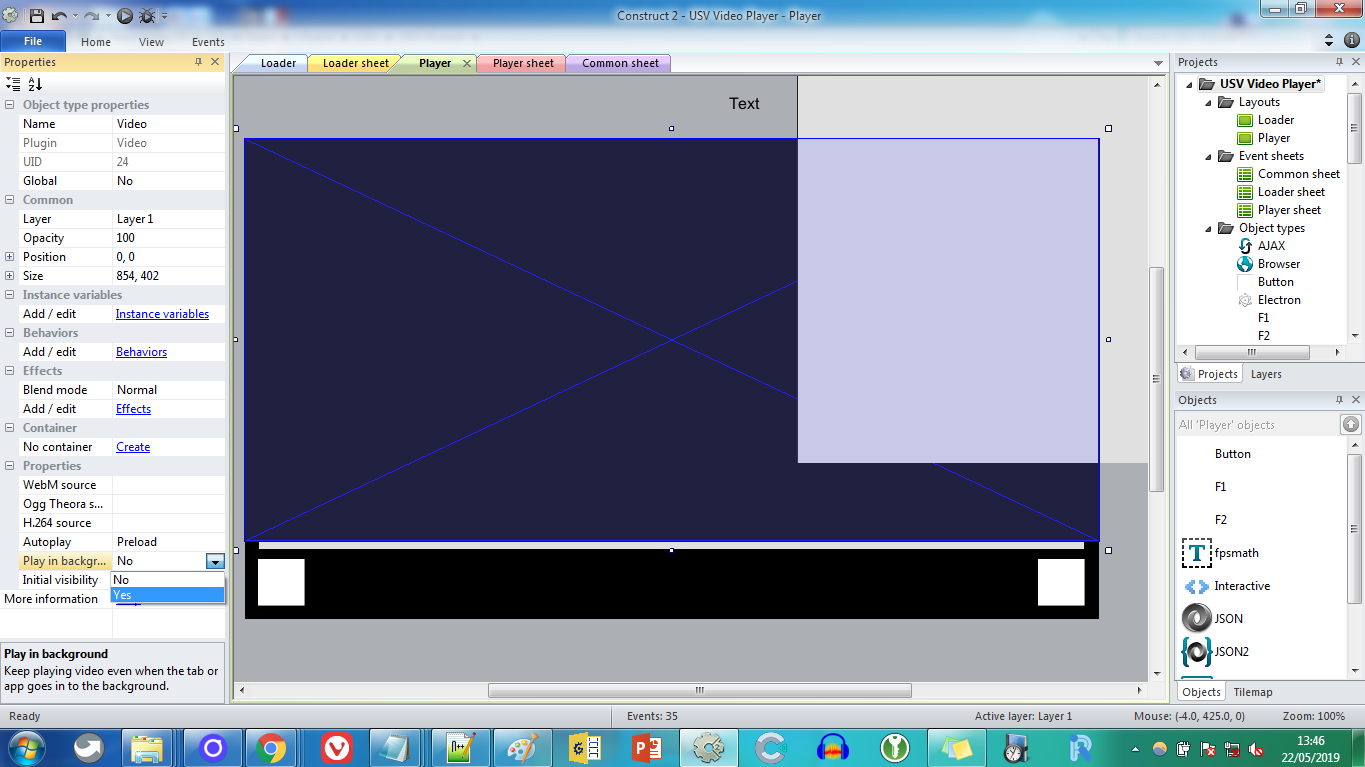 Construct 2 - USV Video Player - Player
File Home View Events
Properties
Object type properties
Name Video
Plugin Video
UID 24
Global No
Common
Layer Layer 1
Opacity 100
Position 0, 0
Size 854, 402
Instance variables
Add / edit Instance variables
Behaviors
Add / edit Behaviors
Effects
Blend mode Normal
Add / edit Effects
Container
No container Create
Properties
WebM source
Ogg Theora s...
H.264 source
Autoplay Preload
Play in backgr... No
Initial visibility No
Yes
More information
Play in background
Keep playing video even when the tab or
app goes in to the background.
Loader Loader sheet Player Player sheet Common sheet
Text
Projects
USV Video Player*
Layouts
Loader
Player
Event sheets
Common sheet
Loader sheet
Player sheet
Object types
AJAX
Browser
Button
Electron
F1
F2
Projects Layers
Objects
All 'Player' objects
Button
F1
F2
T fpsmath
Interactive
JSON
JSON2
Objects Tilemap
Ready Events: 35 Active layer: Layer 1 Mouse: (-4.0, 425.0, 0) Zoom: 100%
13:46
22/05/2019